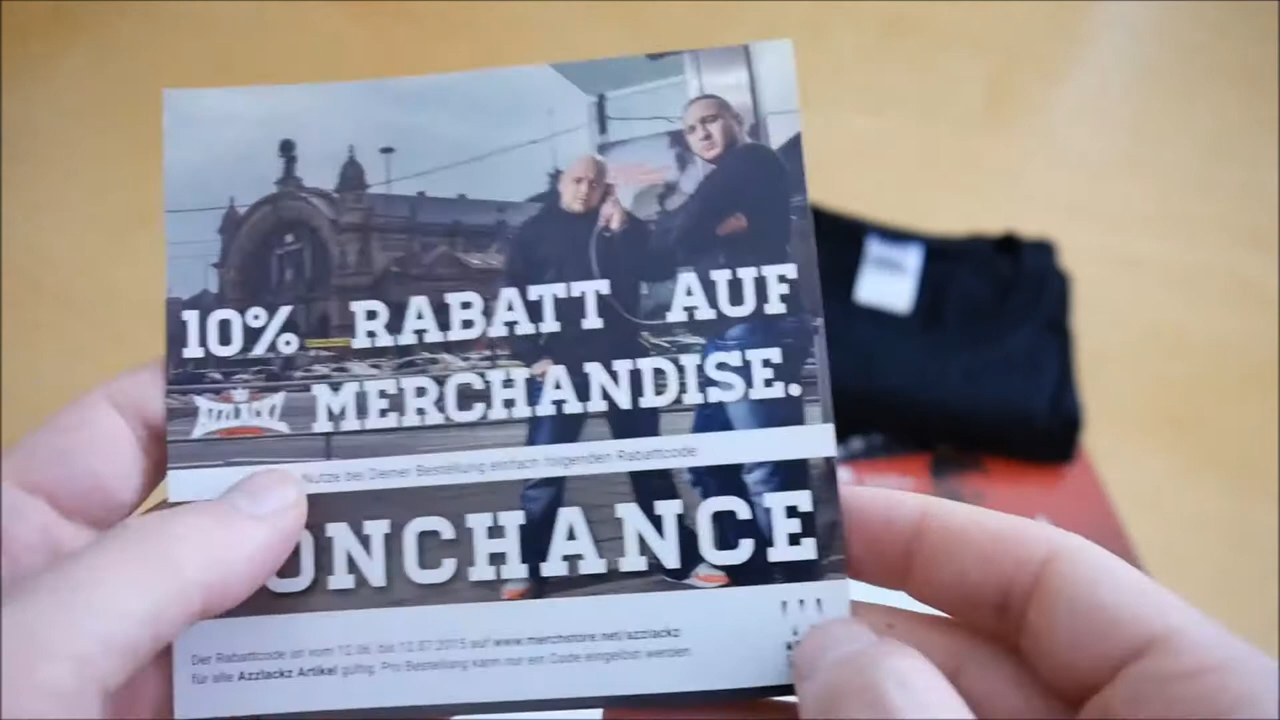 10% RABATT AUF
MERCHANDISE.
Nutze bei Deiner Bestellung einfach folgenden Rabattcode
ONCHANCE
Der Rabattcode ist vom 12.06. bis 12.07.2015 auf www.merchstore.net/azzlackz
für alle Azzlackz Artikel gültig. Pro Bestellung kann nur ein Code eingelöst werden